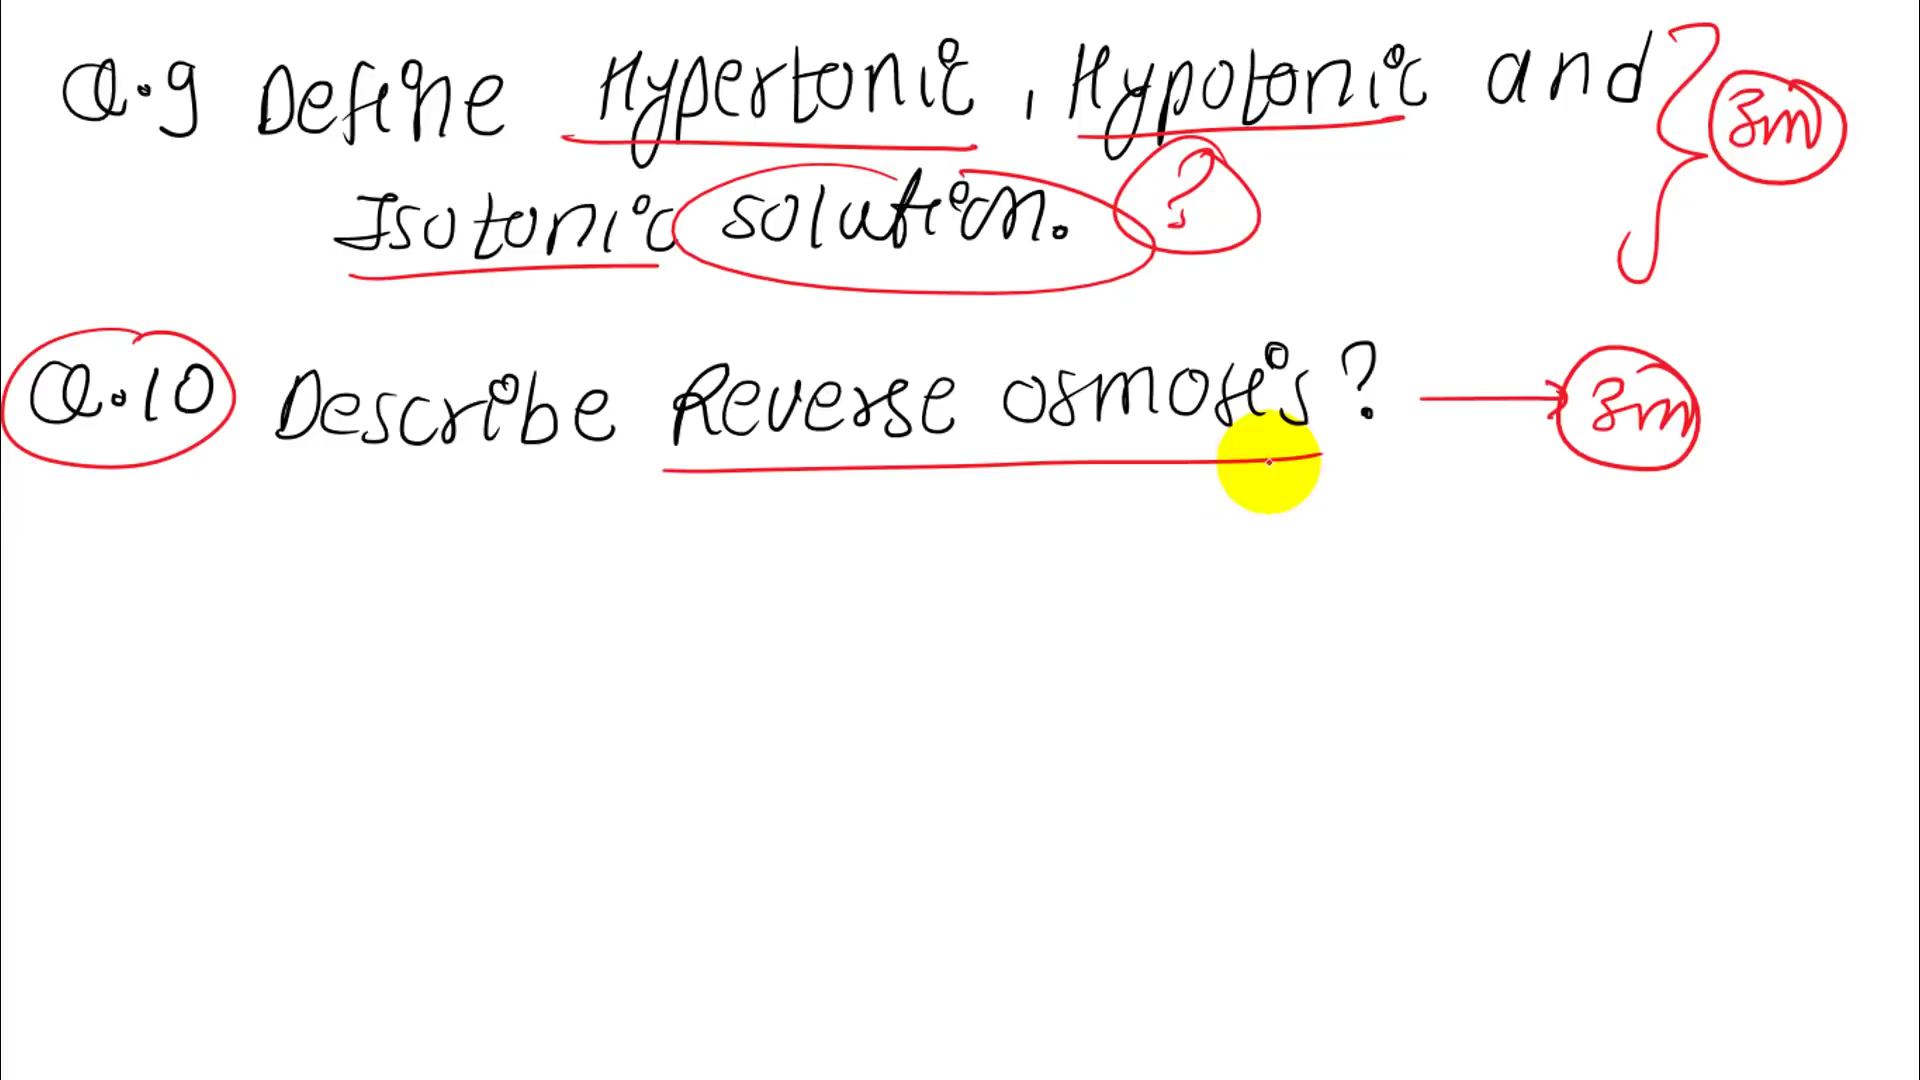 Q.9 Define Hypertonic, Hypotonic and 3m
Isotonic solution. ?
Q.10 Describe Reverse osmosis? 3m